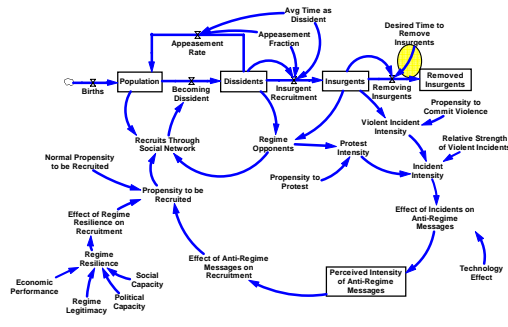 Avg Time as
Dissident
Desired Time to
Remove
Insurgents
Appeasement
Rate
Appeasement
Fraction
Births
Population
Becoming
Dissident
Dissidents
Insurgent
Recruitment
Insurgents
Removing
Insurgents
Removed
Insurgents
Propensity to
Commit Violence
Violent Incident
Intensity
Recruits Through
Social Network
Regime
Opponents
Protest
Intensity
Relative Strength
of Violent Incidents
Normal Propensity
to be Recruited
Incident
Intensity
Propensity to
Protest
Propensity to be
Recruited
Effect of Regime
Resilience on
Recruitment
Effect of Incidents on
Anti-Regime
Messages
Regime
Resilience
Effect of Anti-Regime
Messages on
Recruitment
Technology
Effect
Economic
Performance
Social
Capacity
Perceived Intensity
of Anti-Regime
Messages
Regime
Legitimacy
Political
Capacity